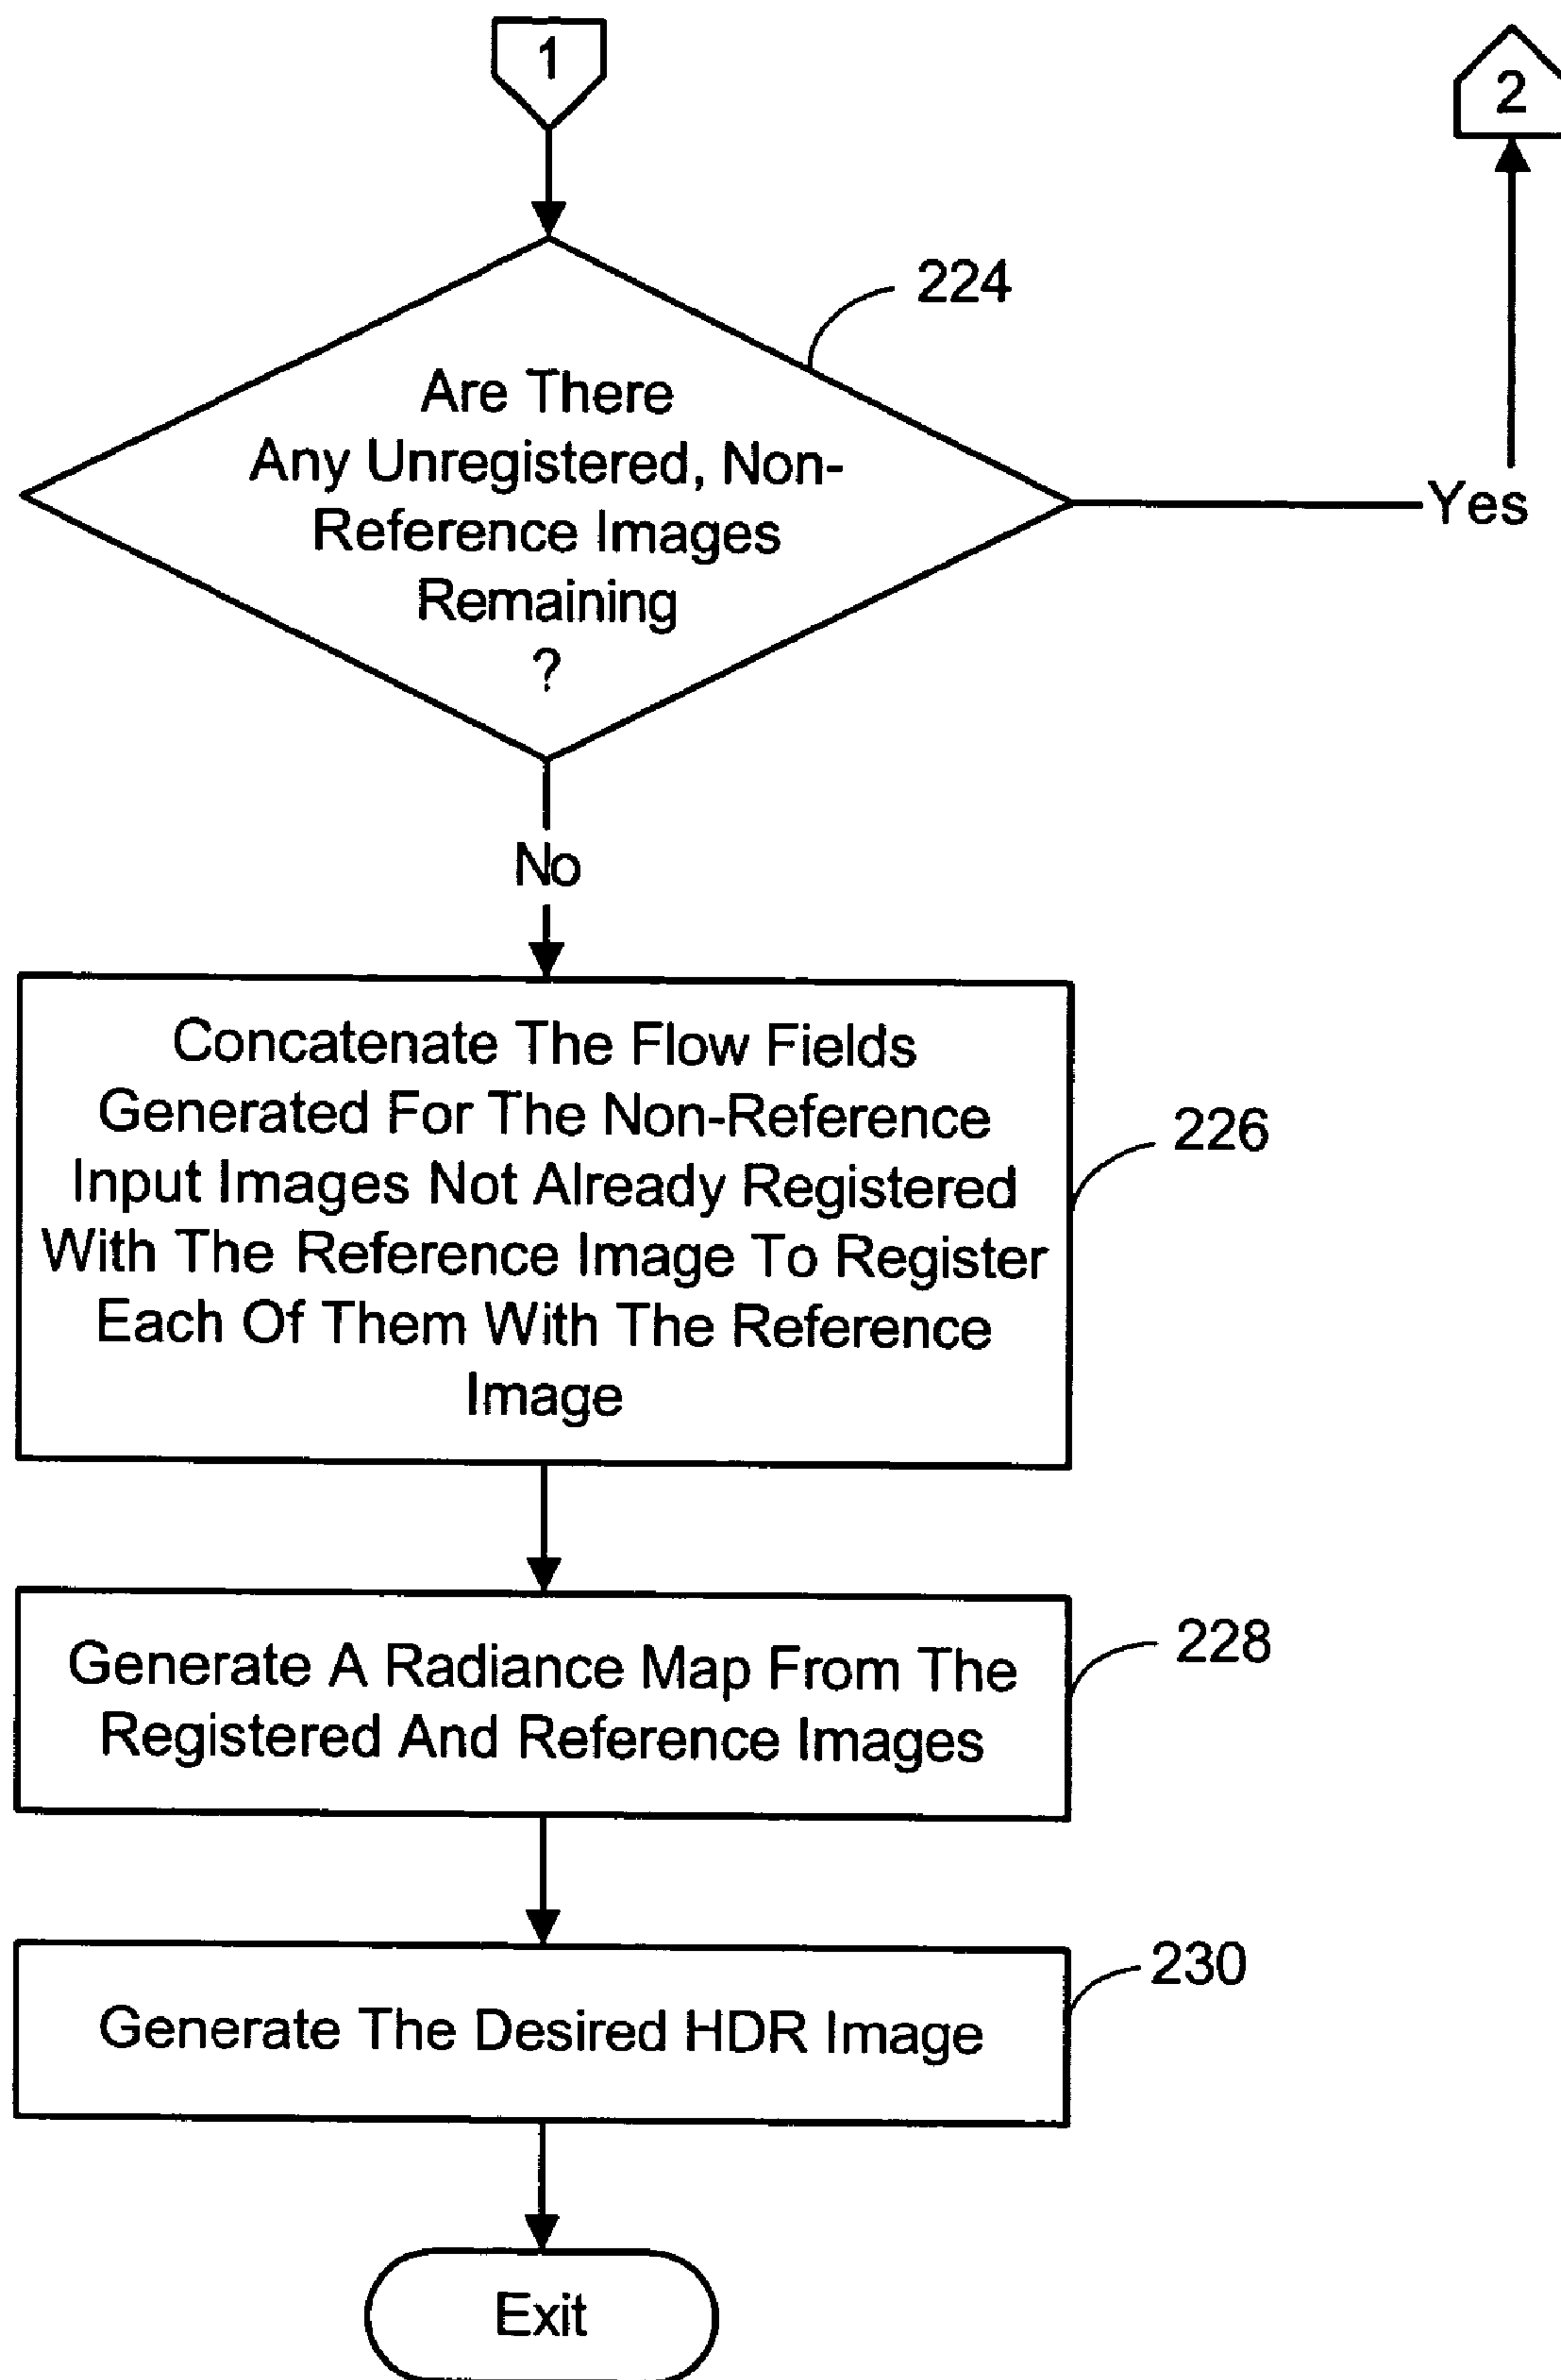 1
2
224
Are There
Any Unregistered, Non-
Reference Images
Remaining
?
Yes
No
Concatenate The Flow Fields
Generated For The Non-Reference
Input Images Not Already Registered
With The Reference Image To Register
Each Of Them With The Reference
Image
226
Generate A Radiance Map From The
Registered And Reference Images
228
Generate The Desired HDR Image
230
Exit